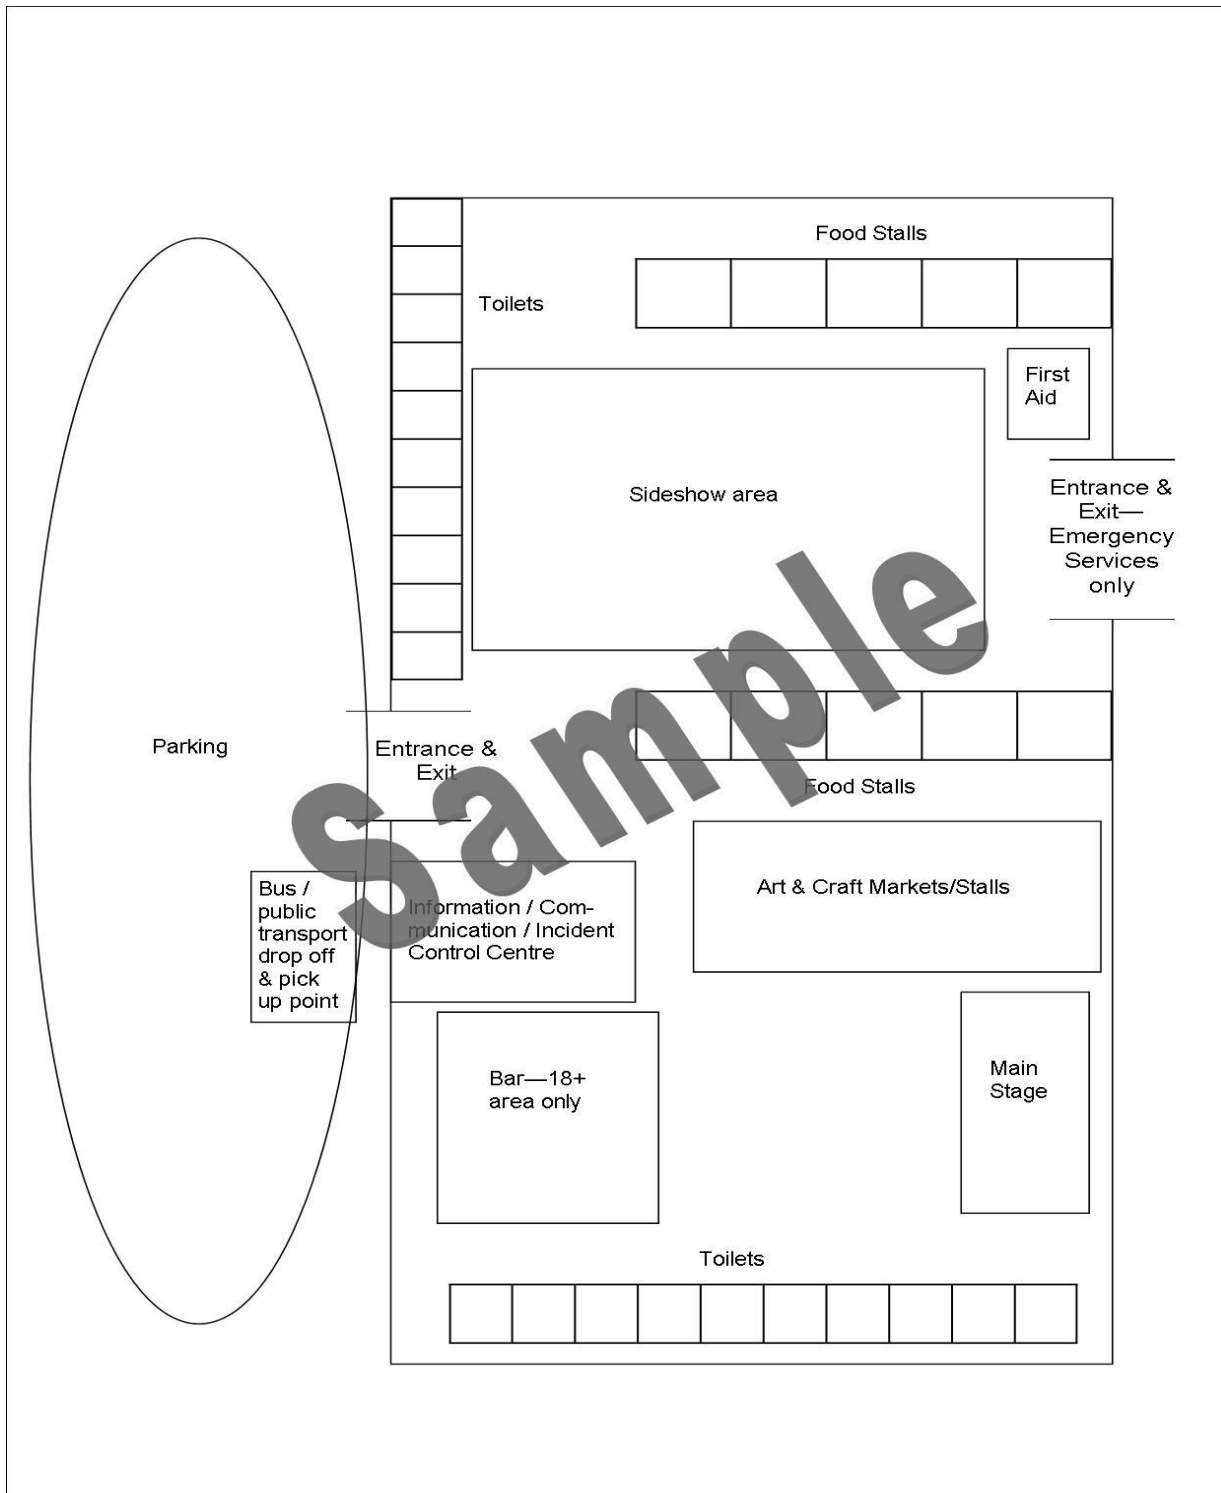 Food Stalls
Toilets
First
Aid
Sideshow area
Entrance &
Exit—
Emergency
Services
only
Parking
Entrance &
Exit
Food Stalls
Bus /
public
transport
drop off
& pick
up point
Information / Com-
munication / Incident
Control Centre
Art & Craft Markets/Stalls
Bar—18+
area only
Main
Stage
Toilets
Sample